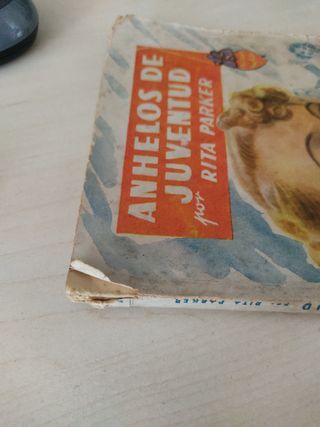 ANHELOS DE
JUVENTUD
por
RITA PARKER
RITA PARKER